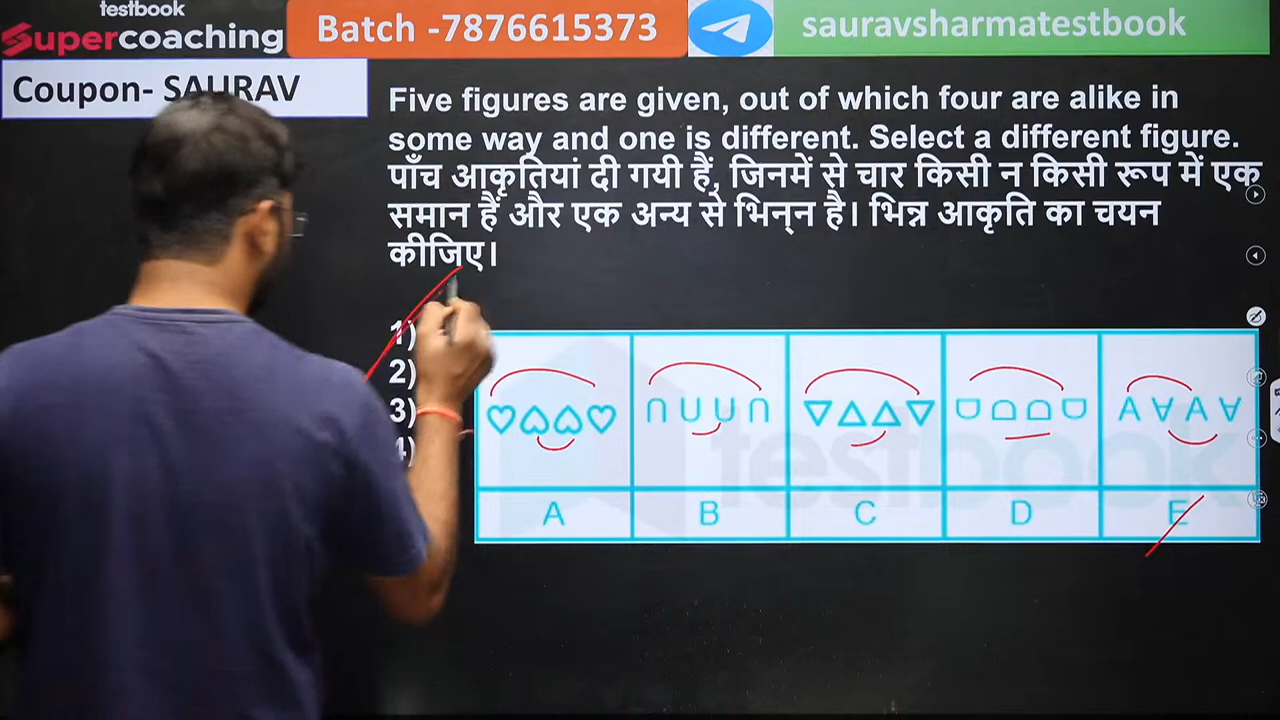 testbook
Supercoaching
Batch -7876615373
sauravsharmatestbook
Coupon- SAURAV
Five figures are given, out of which four are alike in
some way and one is different. Select a different figure.
पाँच आकृतियां दी गयी हैं, जिनमें से चार किसी न किसी रूप में एक
समान हैं और एक अन्य से भिन्‍न है। भिन्न आकृति का चयन
कीजिए।
1)
2)
3)
4)
A ∀ A ∀
A B C D E
testbook